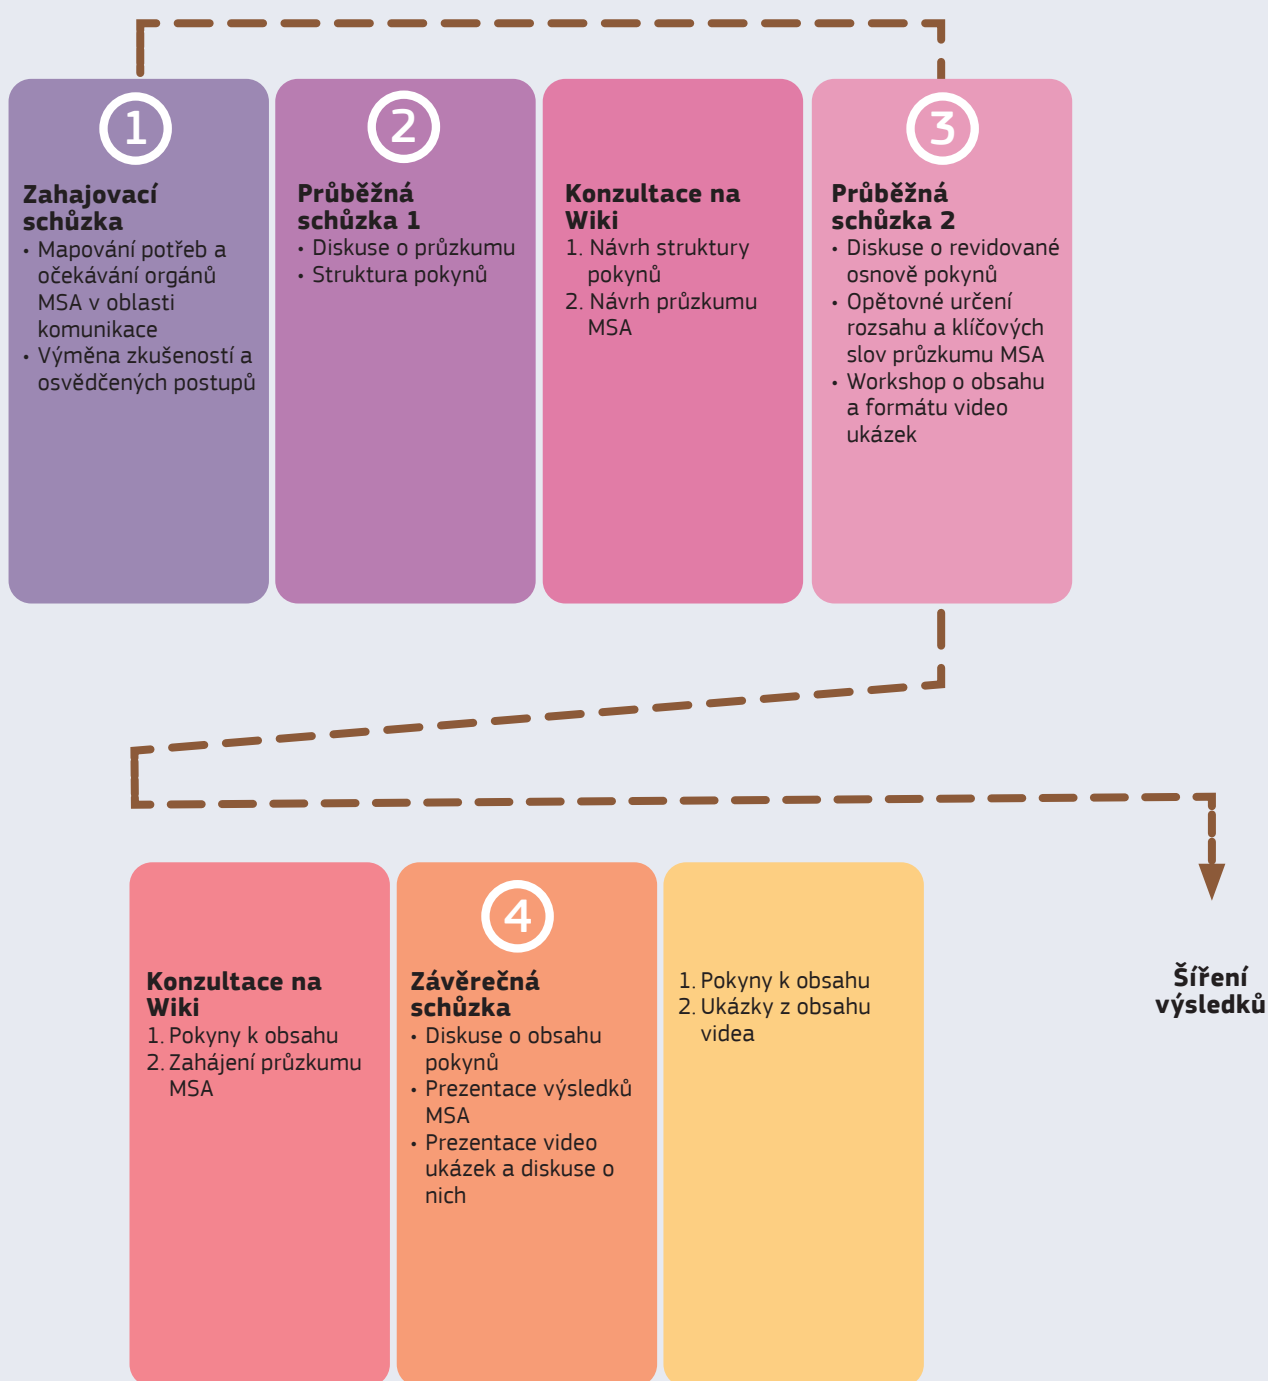 1
Zahajovací
schůzka
• Mapování potřeb a
očekávání orgánů
MSA v oblasti
komunikace
• Výměna zkušeností a
osvědčených postupů
2
Průběžná
schůzka 1
• Diskuse o průzkumu
• Struktura pokynů
Konzultace na
Wiki
1. Návrh struktury
pokynů
2. Návrh průzkumu
MSA
3
Průběžná
schůzka 2
• Diskuse o revidované
osnově pokynů
• Opětovné určení
rozsahu a klíčových
slov průzkumu MSA
• Workshop o obsahu
a formátu video
ukázek
Konzultace na
Wiki
1. Pokyny k obsahu
2. Zahájení průzkumu
MSA
4
Závěrečná
schůzka
• Diskuse o obsahu
pokynů
• Prezentace výsledků
MSA
• Prezentace video
ukázek a diskuse o
nich
1. Pokyny k obsahu
2. Ukázky z obsahu
videa
Šíření
výsledků